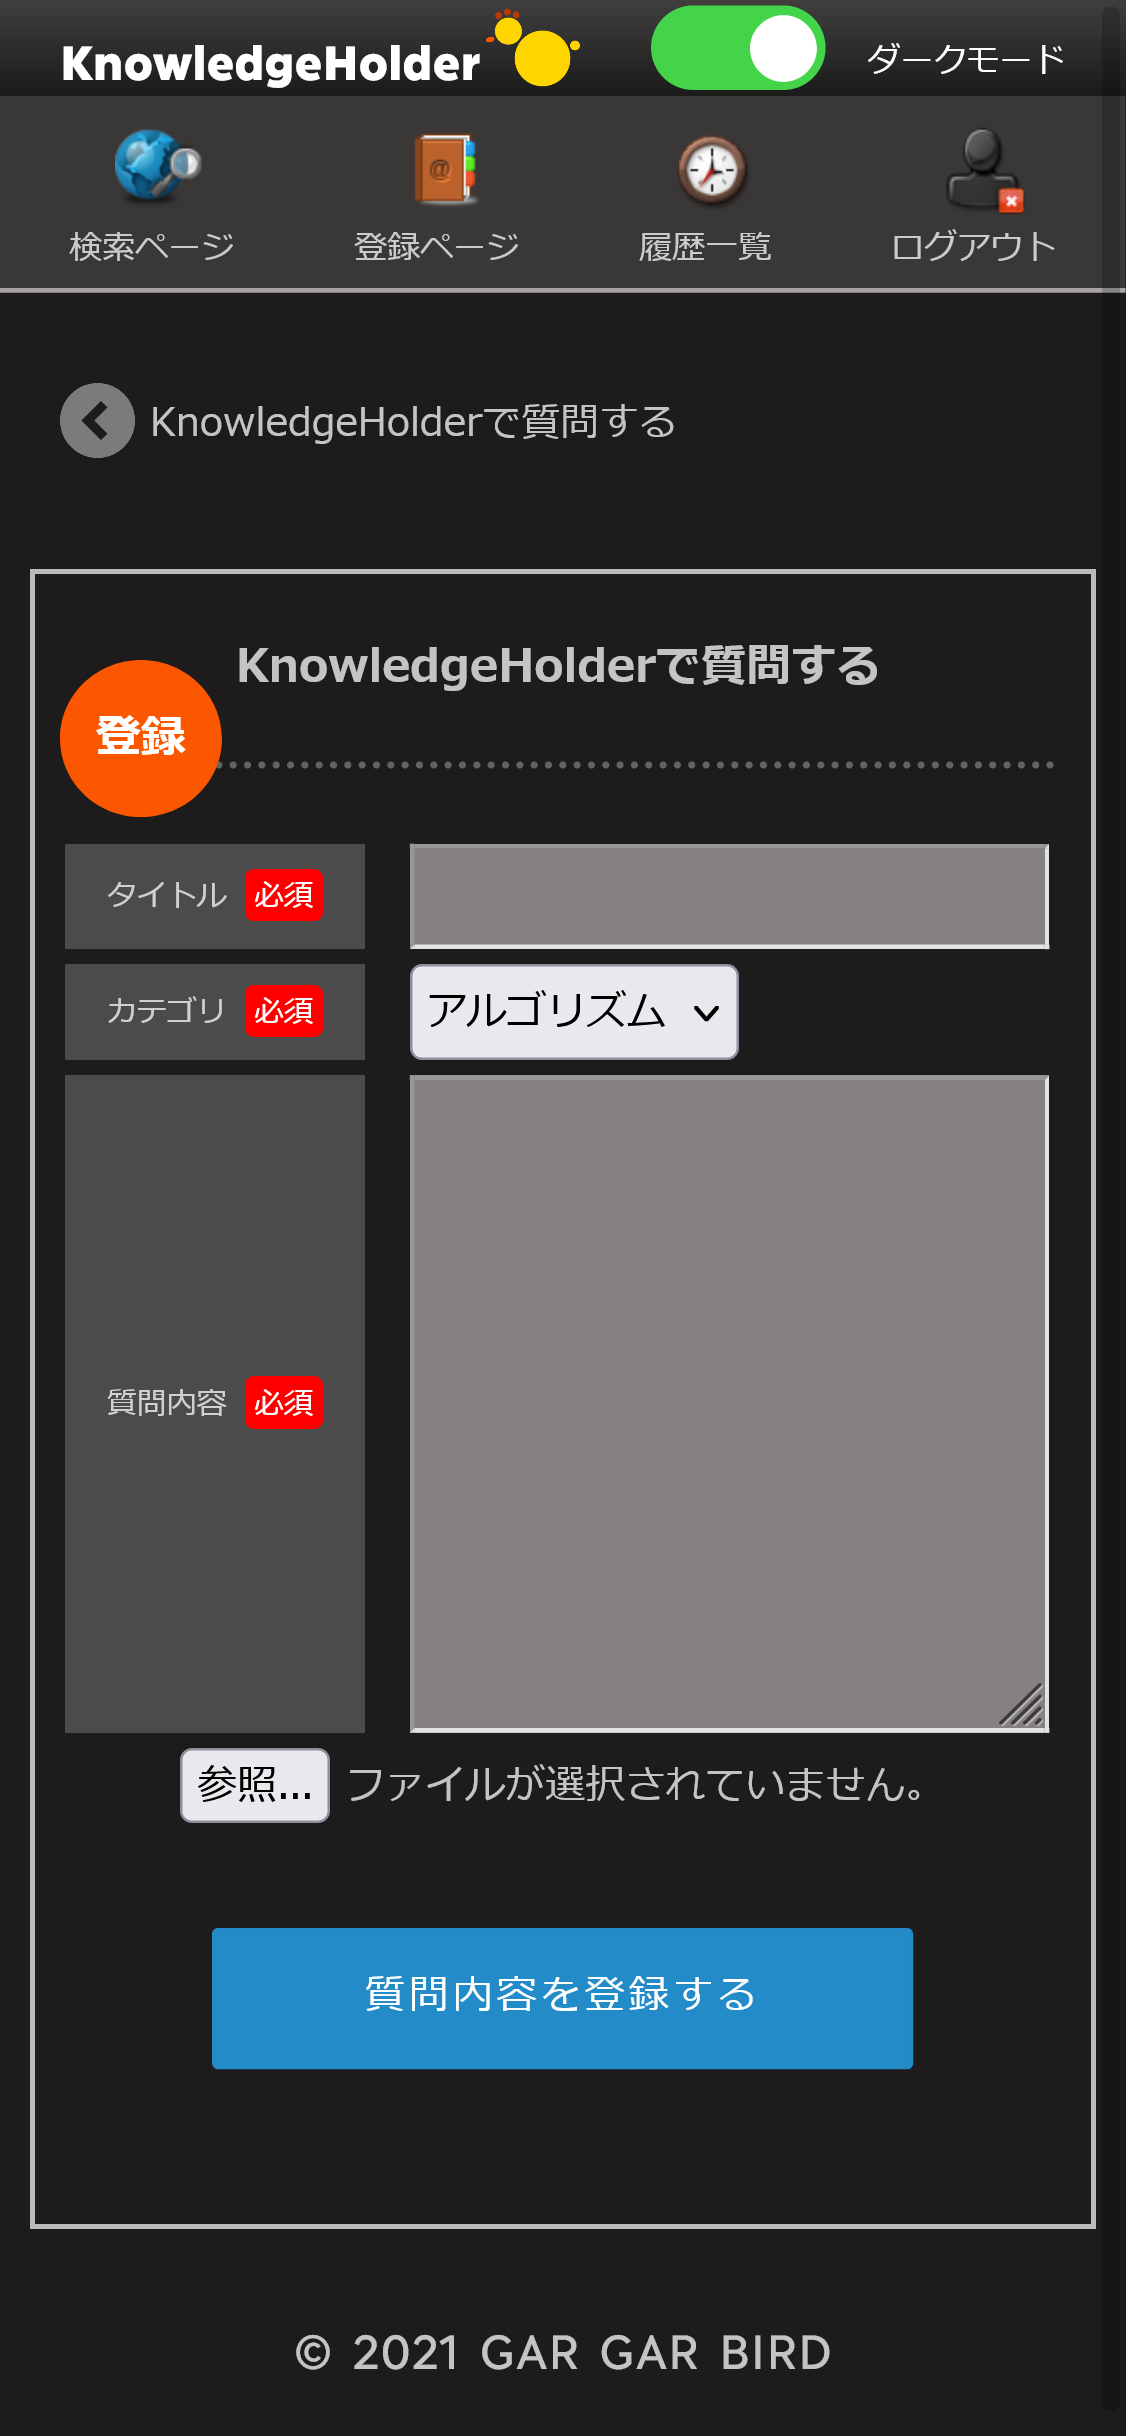 KnowledgeHolder
ダークモード
検索ページ
登録ページ
履歴一覧
ログアウト
KnowledgeHolderで質問する
KnowledgeHolderで質問する
登録
タイトル 必須
カテゴリ 必須
アルゴリズム
質問内容 必須
参照... ファイルが選択されていません。
質問内容を登録する
© 2021 GAR GAR BIRD